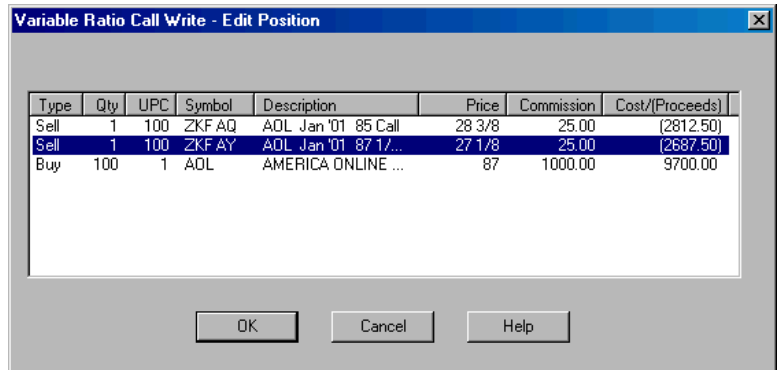 Variable Ratio Call Write - Edit Position
Type Qty UPC Symbol Description Price Commission Cost/(Proceeds)
Sell 1 100 ZKF AQ AOL Jan '01 85 Call 28 3/8 25.00 (2812.50)
Sell 1 100 ZKF AY AOL Jan '01 87 1/... 27 1/8 25.00 (2687.50)
Buy 100 1 AOL AMERICA ONLINE ... 87 1000.00 9700.00
OK Cancel Help